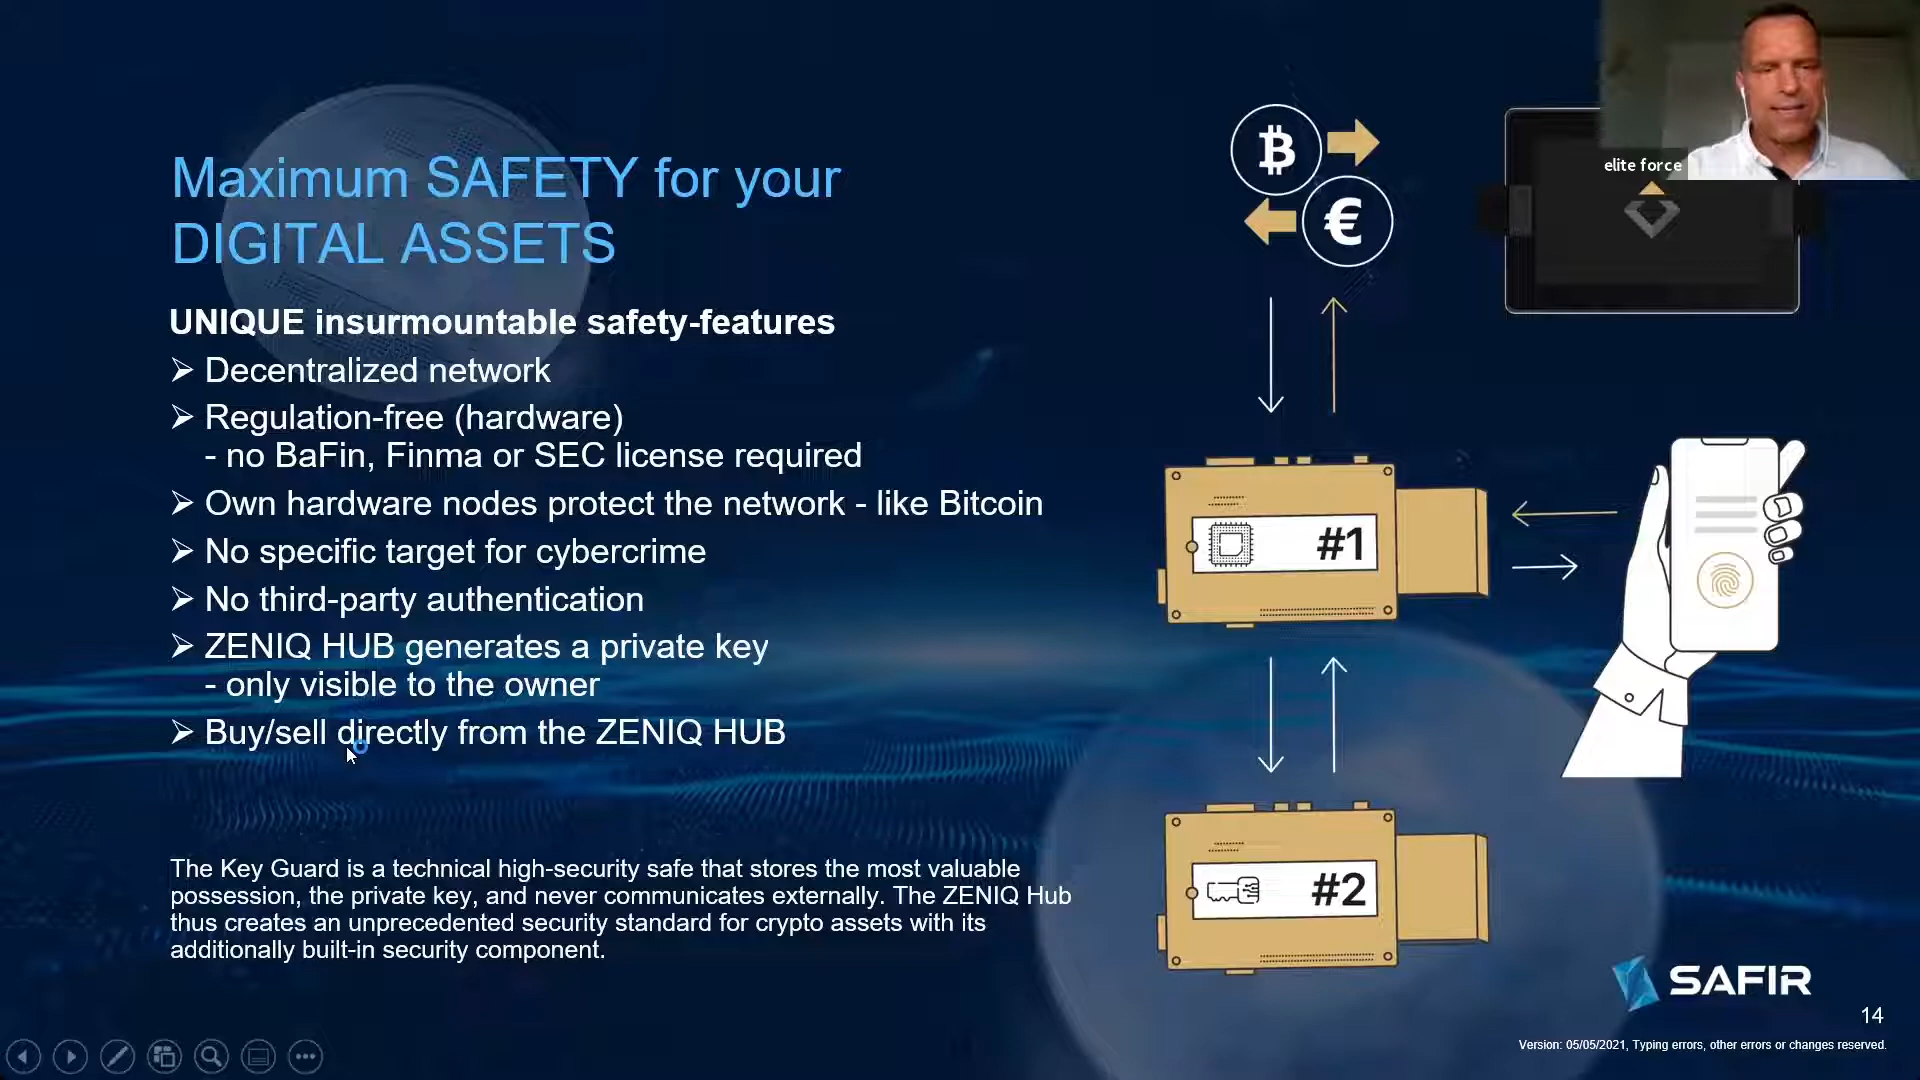 elite force
Maximum SAFETY for your
DIGITAL ASSETS
UNIQUE insurmountable safety-features
➢ Decentralized network
➢ Regulation-free (hardware)
- no BaFin, Finma or SEC license required
➢ Own hardware nodes protect the network - like Bitcoin
➢ No specific target for cybercrime
➢ No third-party authentication
➢ ZENIQ HUB generates a private key
- only visible to the owner
➢ Buy/sell directly from the ZENIQ HUB
The Key Guard is a technical high-security safe that stores the most valuable
possession, the private key, and never communicates externally. The ZENIQ Hub
thus creates an unprecedented security standard for crypto assets with its
additionally built-in security component.
₿
€
#1
#2
SAFIR
14
Version: 05/05/2021, Typing errors, other errors or changes reserved.